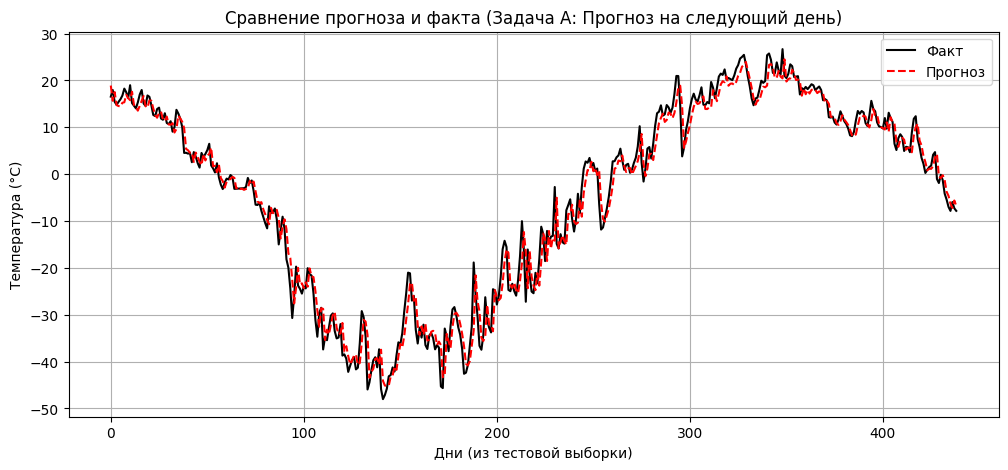 Сравнение прогноза и факта (Задача А: Прогноз на следующий день)
Температура (°C)
30
20
10
0
−10
−20
−30
−40
−50
Факт
Прогноз
0
100
200
300
400
Дни (из тестовой выборки)